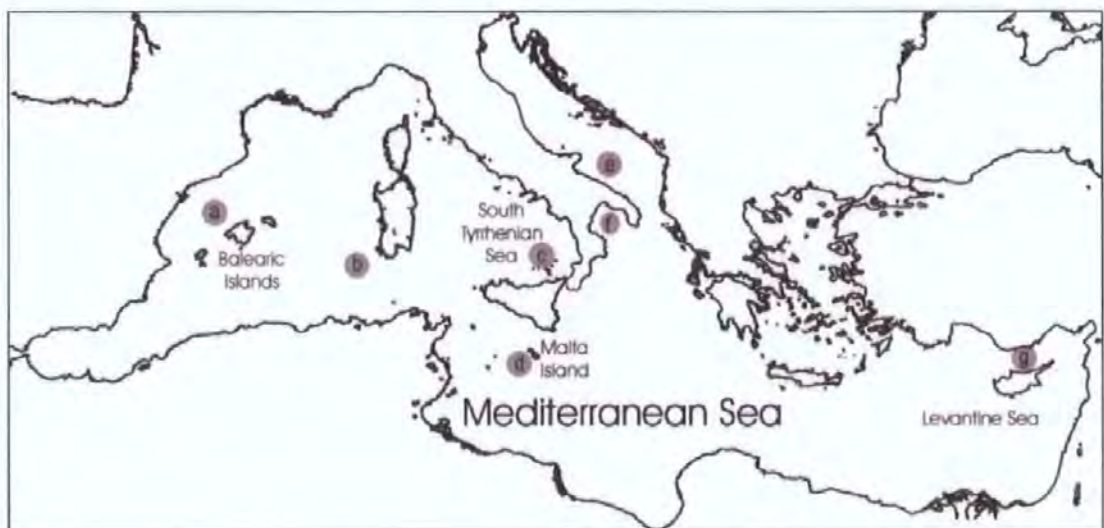 e
a
South
Tyrrhenian
Sea
f
c
b
Balearic
Islands
Malta
Island
d
g
Mediterranean Sea
Levantine Sea